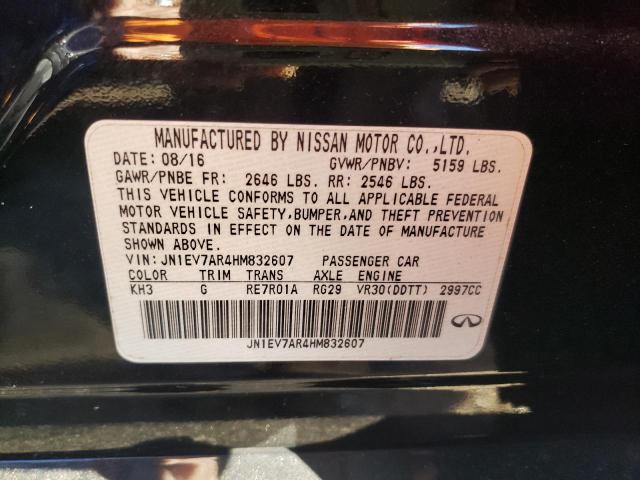 MANUFACTURED BY NISSAN MOTOR CO.,LTD.
DATE: 08/16 GVWR/PNBV: 5159 LBS.
GAWR/PNBE FR: 2646 LBS. RR: 2546 LBS.
THIS VEHICLE CONFORMS TO ALL APPLICABLE FEDERAL
MOTOR VEHICLE SAFETY,BUMPER,AND THEFT PREVENTION
STANDARDS IN EFFECT ON THE DATE OF MANUFACTURE
SHOWN ABOVE.
VIN: JN1EV7AR4HM832607 PASSENGER CAR
COLOR TRIM TRANS AXLE ENGINE
KH3 G RE7R01A RG29 VR30(DDTT) 2997CC
JN1EV7AR4HM832607